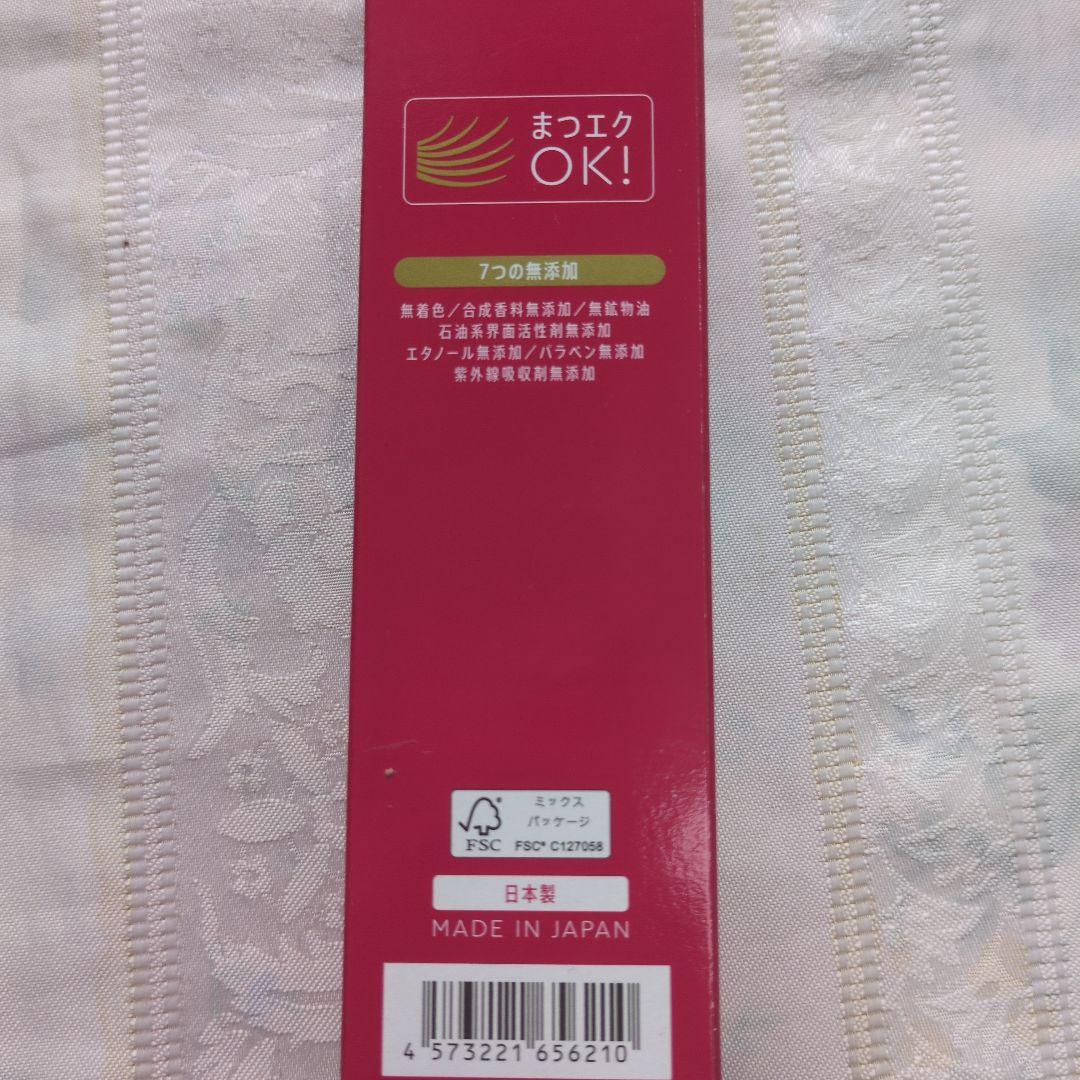 まつエク
OK!
7つの無添加
無着色／合成香料無添加／無鉱物油
石油系界面活性剤無添加
エタノール無添加／パラベン無添加
紫外線吸収剤無添加
ミックス
パッケージ
FSC
FSC® C127058
日本製
MADE IN JAPAN
4 573221 656210